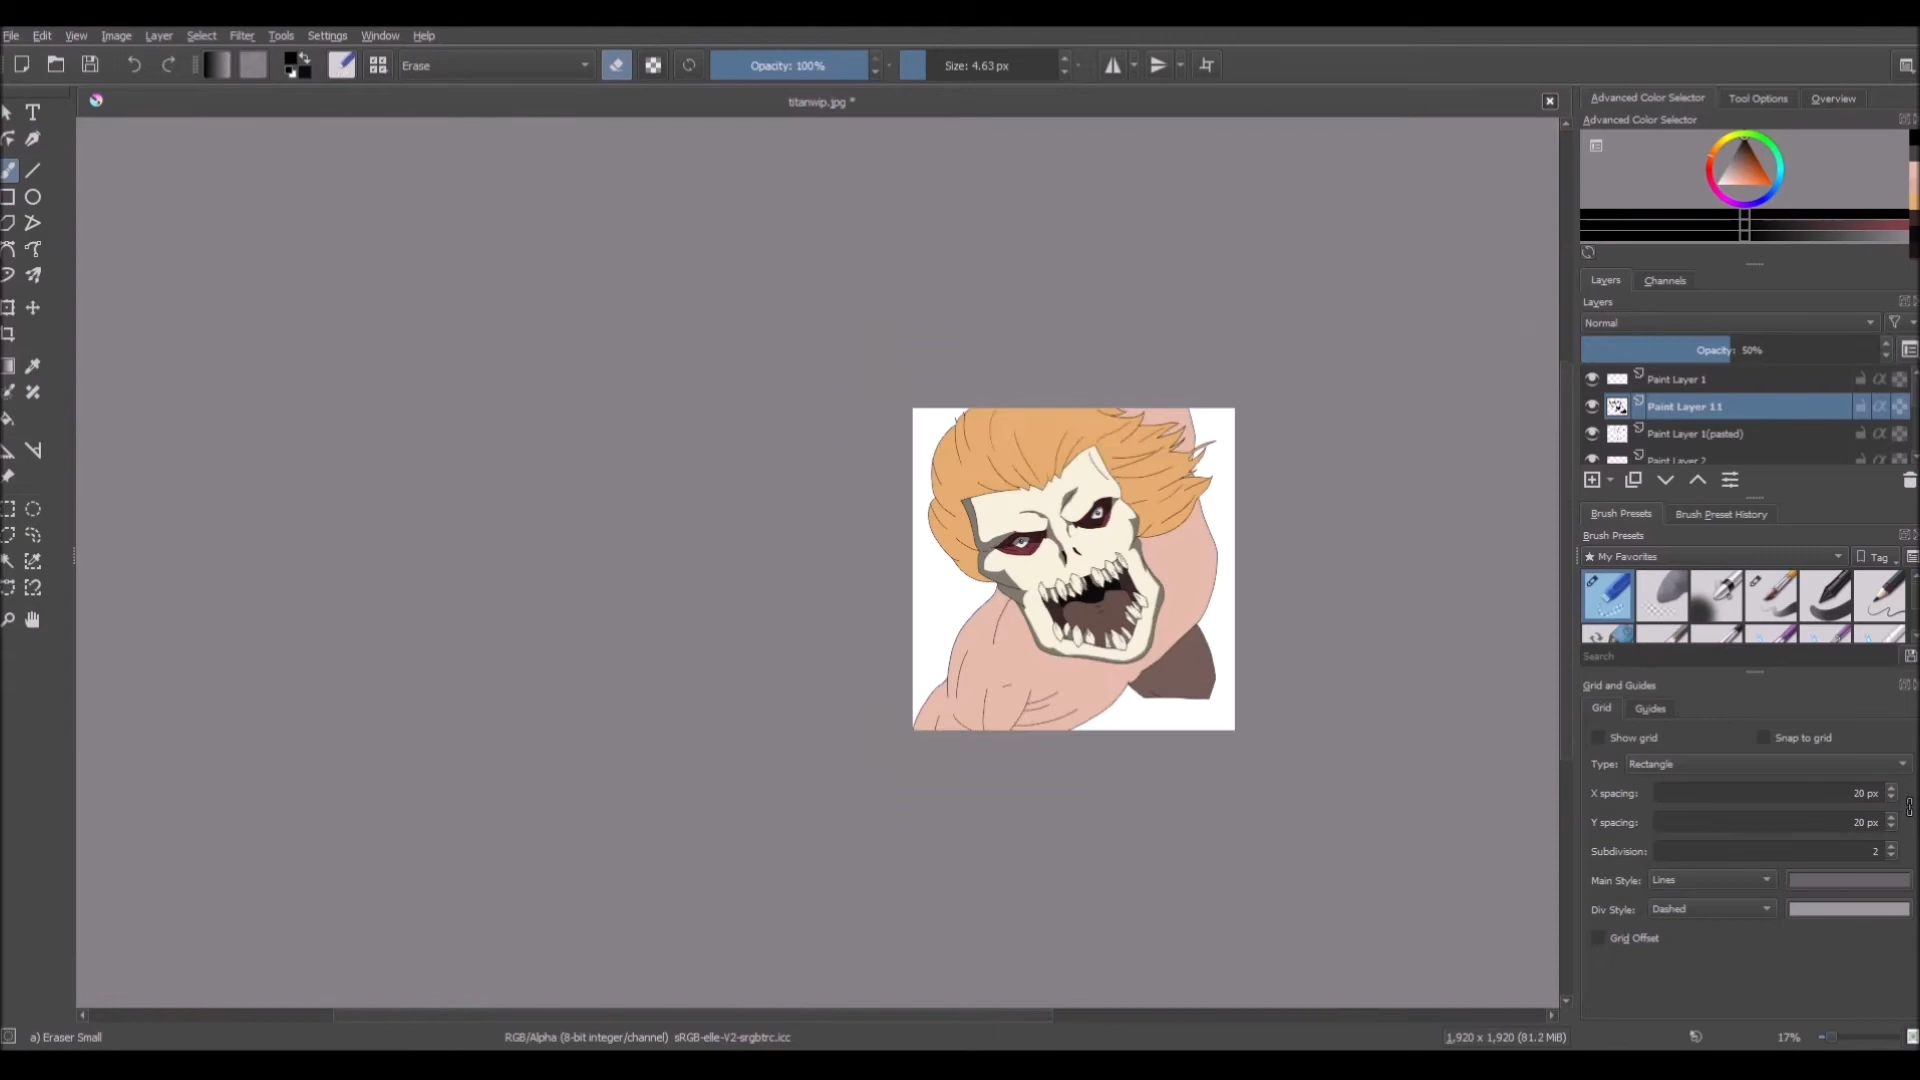 File Edit View Image Layer Select Filter Tools Settings Window Help
Erase Opacity: 100% Size: 4.63 px
titanwip.jpg *
Advanced Color Selector Tool Options Overview
Advanced Color Selector
Layers Channels
Layers
Normal
Opacity: 50%
Paint Layer 1
Paint Layer 11
Paint Layer 1(pasted)
Paint Layer 2
Brush Presets Brush Preset History
Brush Presets
★ My Favorites Tag
Search
Grid and Guides
Grid Guides
Show grid Snap to grid
Type: Rectangle
X spacing: 20 px
Y spacing: 20 px
Subdivision: 2
Main Style: Lines
Div Style: Dashed
Grid Offset
a) Eraser Small RGB/Alpha (8-bit integer/channel) sRGB-elle-V2-srgbtrc.icc 1,920 x 1,920 (81.2 MiB) 17%